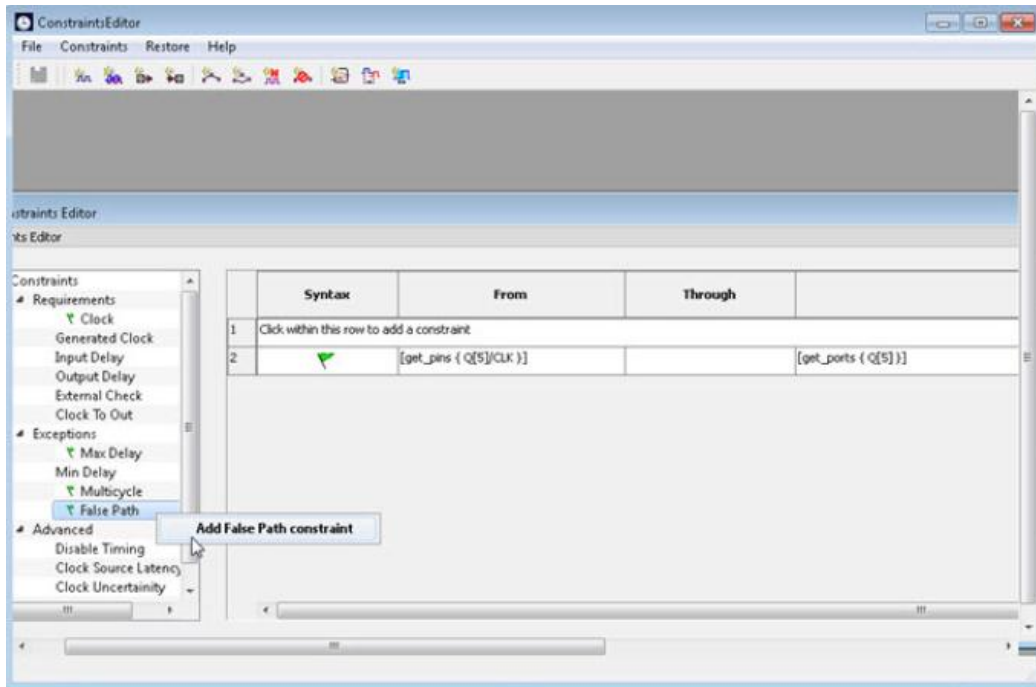 ConstraintsEditor
File Constraints Restore Help
straints Editor
nts Editor
Constraints
Requirements
Clock
Generated Clock
Input Delay
Output Delay
External Check
Clock To Out
Exceptions
Max Delay
Min Delay
Multicycle
False Path
Advanced
Disable Timing
Clock Source Latency
Clock Uncertainity
Add False Path constraint
Syntax From Through
1 Click within this row to add a constraint
2 [get_pins { Q[5]/CLK }] [get_ports { Q[5] }]